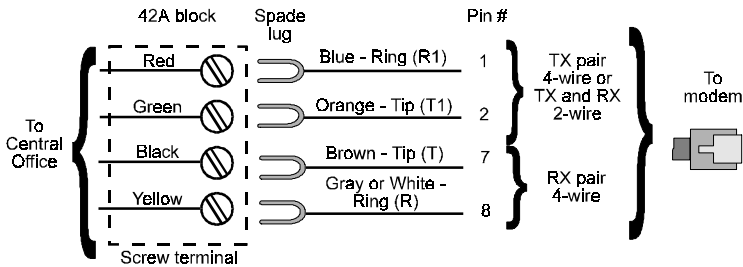 42A block
Spade
lug
Pin #
Red
Blue - Ring (R1)
1
Green
Orange - Tip (T1)
2
Black
Brown - Tip (T)
7
Yellow
Gray or White -
Ring (R)
8
To
Central
Office
TX pair
4-wire or
TX and RX
2-wire
RX pair
4-wire
To
modem
Screw terminal